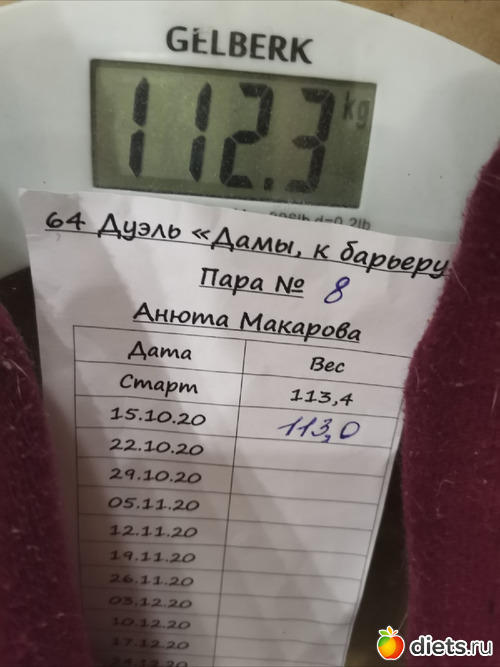 GELBERK
112.3 kg
d=0.2lb
64 Дуэль «Дамы, к барьеру
Пара № 8
Анюта Макарова
Дата Вес
Старт 113,4
15.10.20 113,0
22.10.20
29.10.20
05.11.20
12.11.20
19.11.20
26.11.20
03.12.20
10.12.20
17.12.20
diets.ru